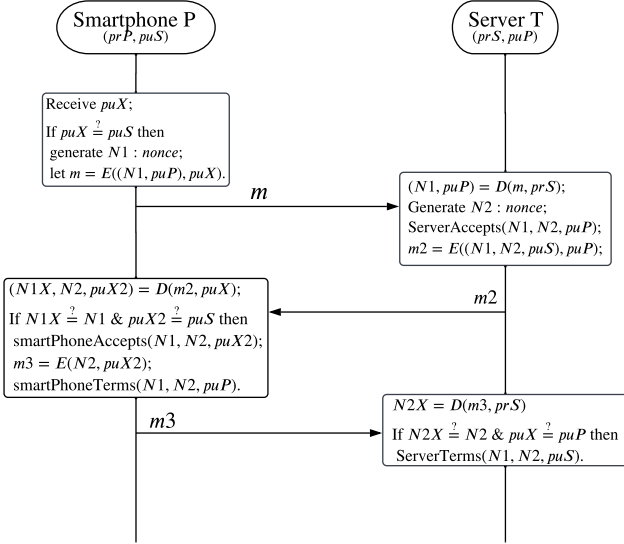 Smartphone P
(prP, puS)
Server T
(prS, puP)
Receive puX;
If puX ≟ puS then
generate N1 : nonce;
let m = E((N1, puP), puX).
m
(N1, puP) = D(m, prS);
Generate N2 : nonce;
ServerAccepts(N1, N2, puP);
m2 = E((N1, N2, puS), puP);
m2
(N1X, N2, puX2) = D(m2, puX);
If N1X ≟ N1 & puX2 ≟ puS then
smartPhoneAccepts(N1, N2, puX2);
m3 = E(N2, puX2);
smartPhoneTerms(N1, N2, puP).
m3
N2X = D(m3, prS)
If N2X ≟ N2 & puX ≟ puP then
ServerTerms(N1, N2, puS).